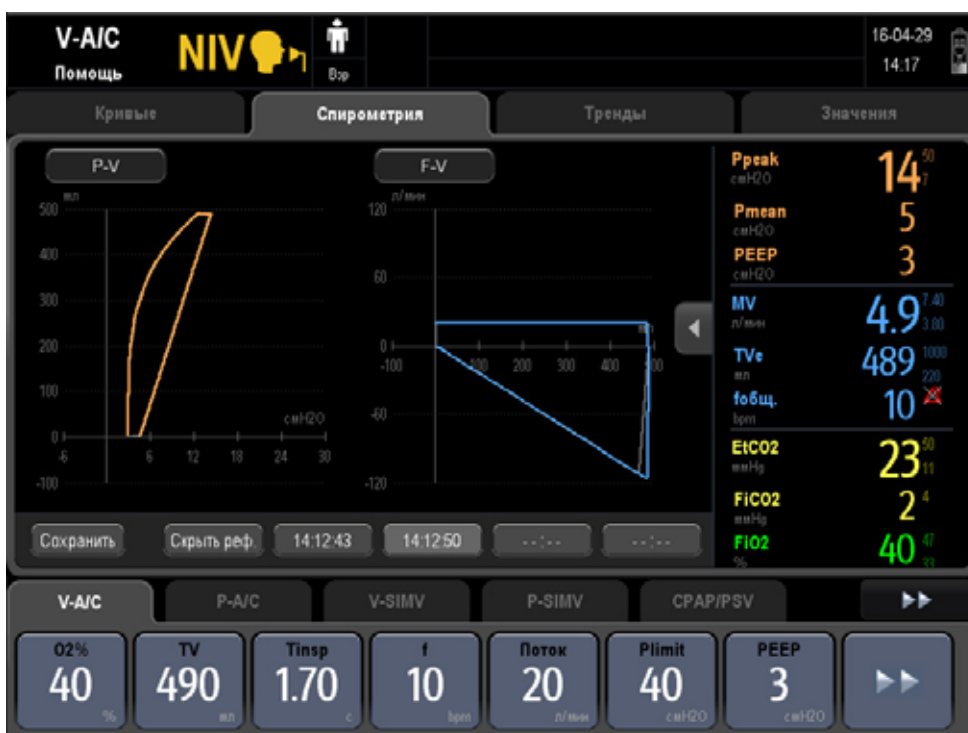 V-A/C
Помощь
NIV
Взр
16-04-29
14:17
Кривые
Спирометрия
Тренды
Значения
P-V
мл
500
400
300
200
100
0
-100
-6
6
12
18
24
30
смH2O
F-V
л/мин
120
60
0
-60
-120
-100
100
200
300
400
Ppeak
смH2O
14
50
7
Pmean
смH2O
5
PEEP
смH2O
3
MV
л/мин
4.9
7.40
3.80
TVe
мл
489
1000
220
fобщ.
bpm
10
EtCO2
ммHg
23
50
11
FiCO2
ммHg
2
4
FiO2
%
40
47
33
Сохранить
Скрыть реф.
14:12:43
14:12:50
--:--
--:--
V-A/C
P-A/C
V-SIMV
P-SIMV
CPAP/PSV
O2%
40
%
TV
490
мл
Tinsp
1.70
с
f
10
bpm
Поток
20
л/мин
Plimit
40
смH2O
PEEP
3
смH2O